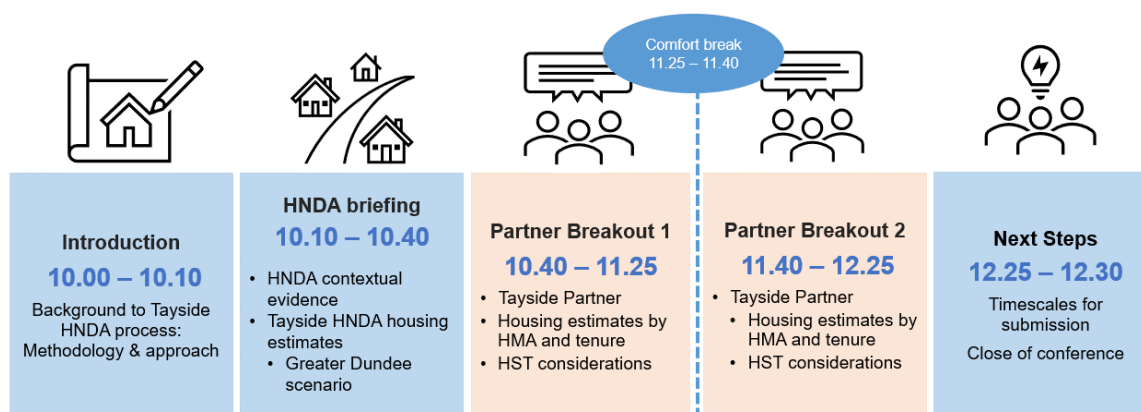 Comfort break
11.25 – 11.40
Introduction
10.00 – 10.10
Background to Tayside
HNDA process:
Methodology & approach
HNDA briefing
10.10 – 10.40
• HNDA contextual
evidence
• Tayside HNDA housing
estimates
• Greater Dundee
scenario
Partner Breakout 1
10.40 – 11.25
• Tayside Partner
• Housing estimates by
HMA and tenure
• HST considerations
Partner Breakout 2
11.40 – 12.25
• Tayside Partner
• Housing estimates by
HMA and tenure
• HST considerations
Next Steps
12.25 – 12.30
Timescales for
submission
Close of conference